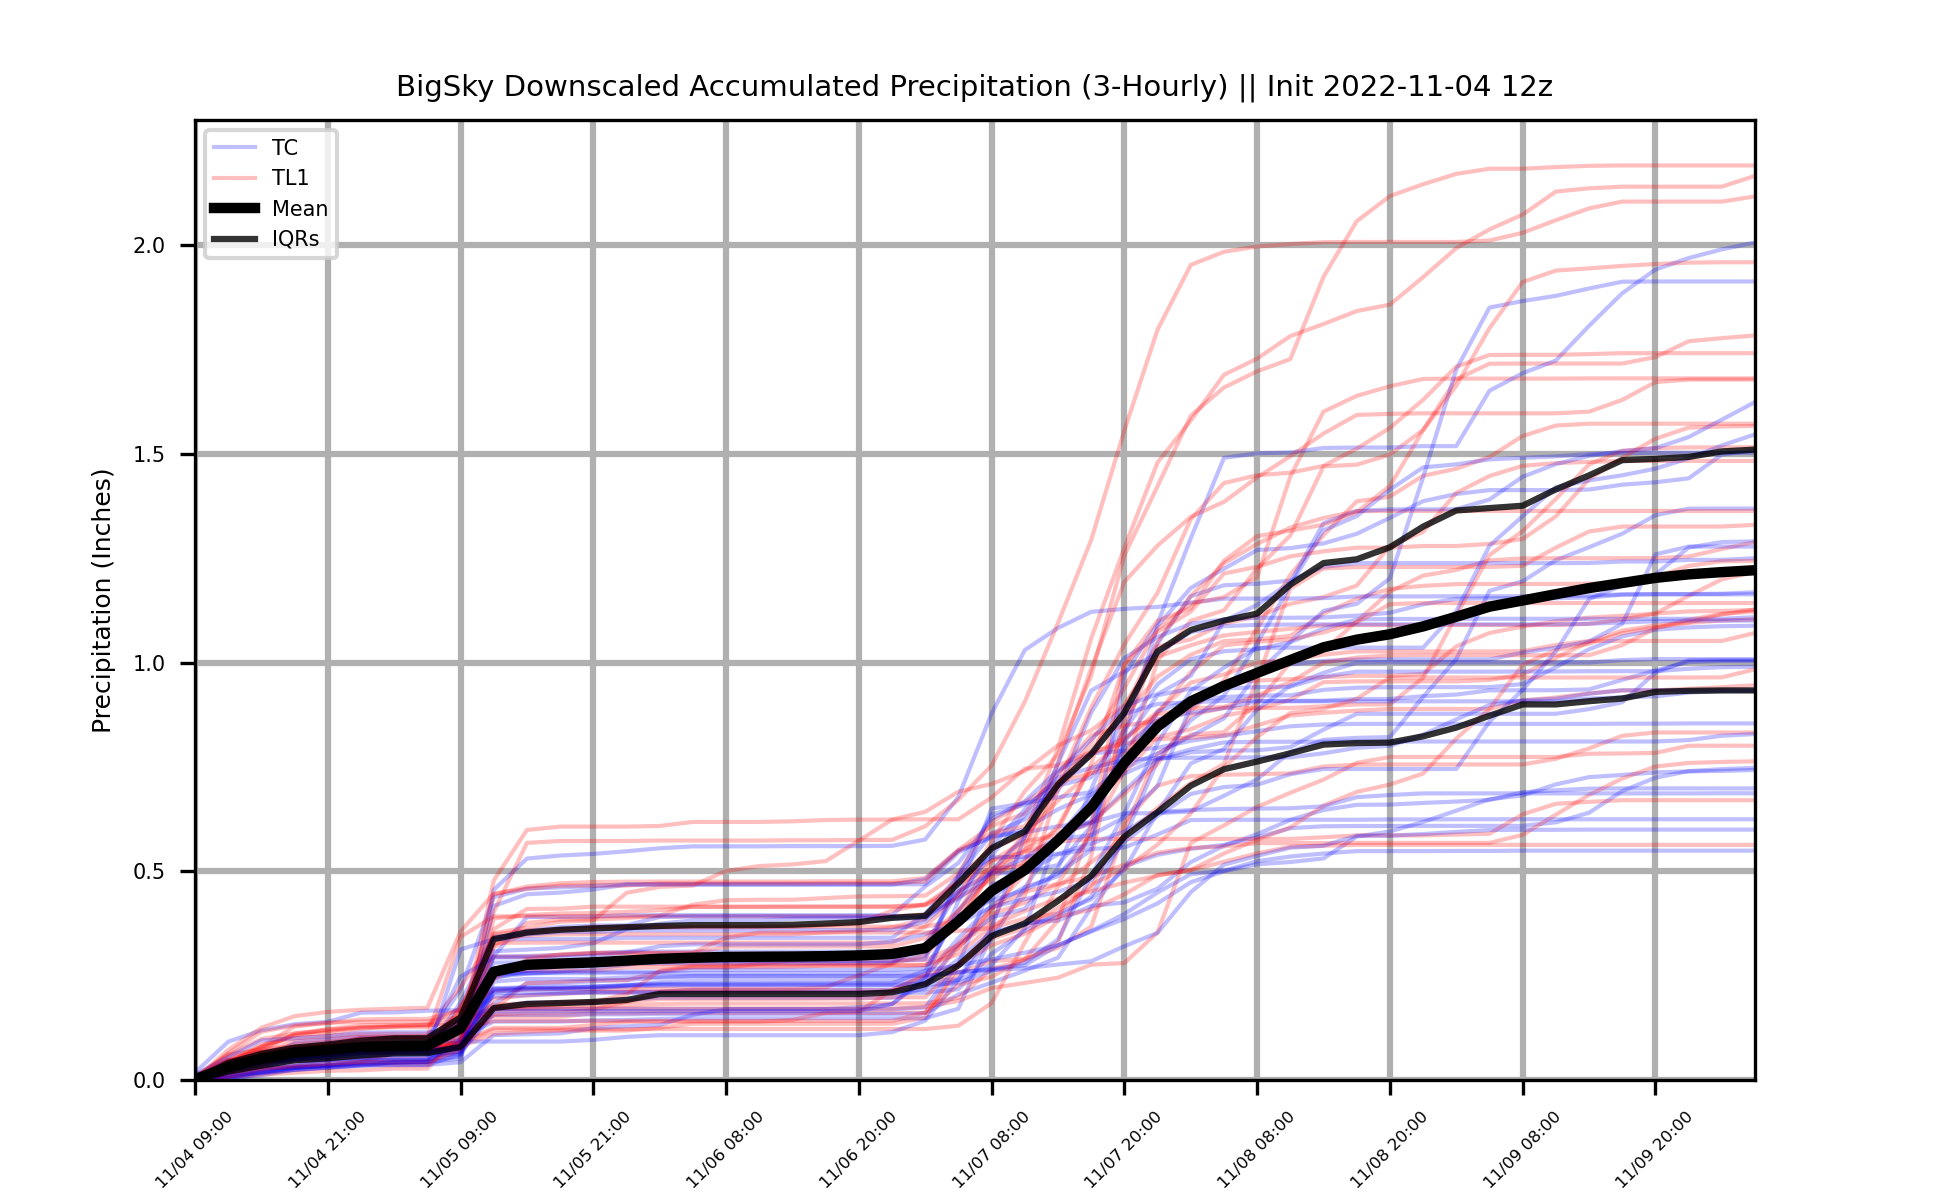 BigSky Downscaled Accumulated Precipitation (3-Hourly) || Init 2022-11-04 12z
TC
TL1
Mean
IQRs
Precipitation (Inches)
2.0
1.5
1.0
0.5
0.0
11/04 09:00
11/04 21:00
11/05 09:00
11/05 21:00
11/06 08:00
11/06 20:00
11/07 08:00
11/07 20:00
11/08 08:00
11/08 20:00
11/09 08:00
11/09 20:00